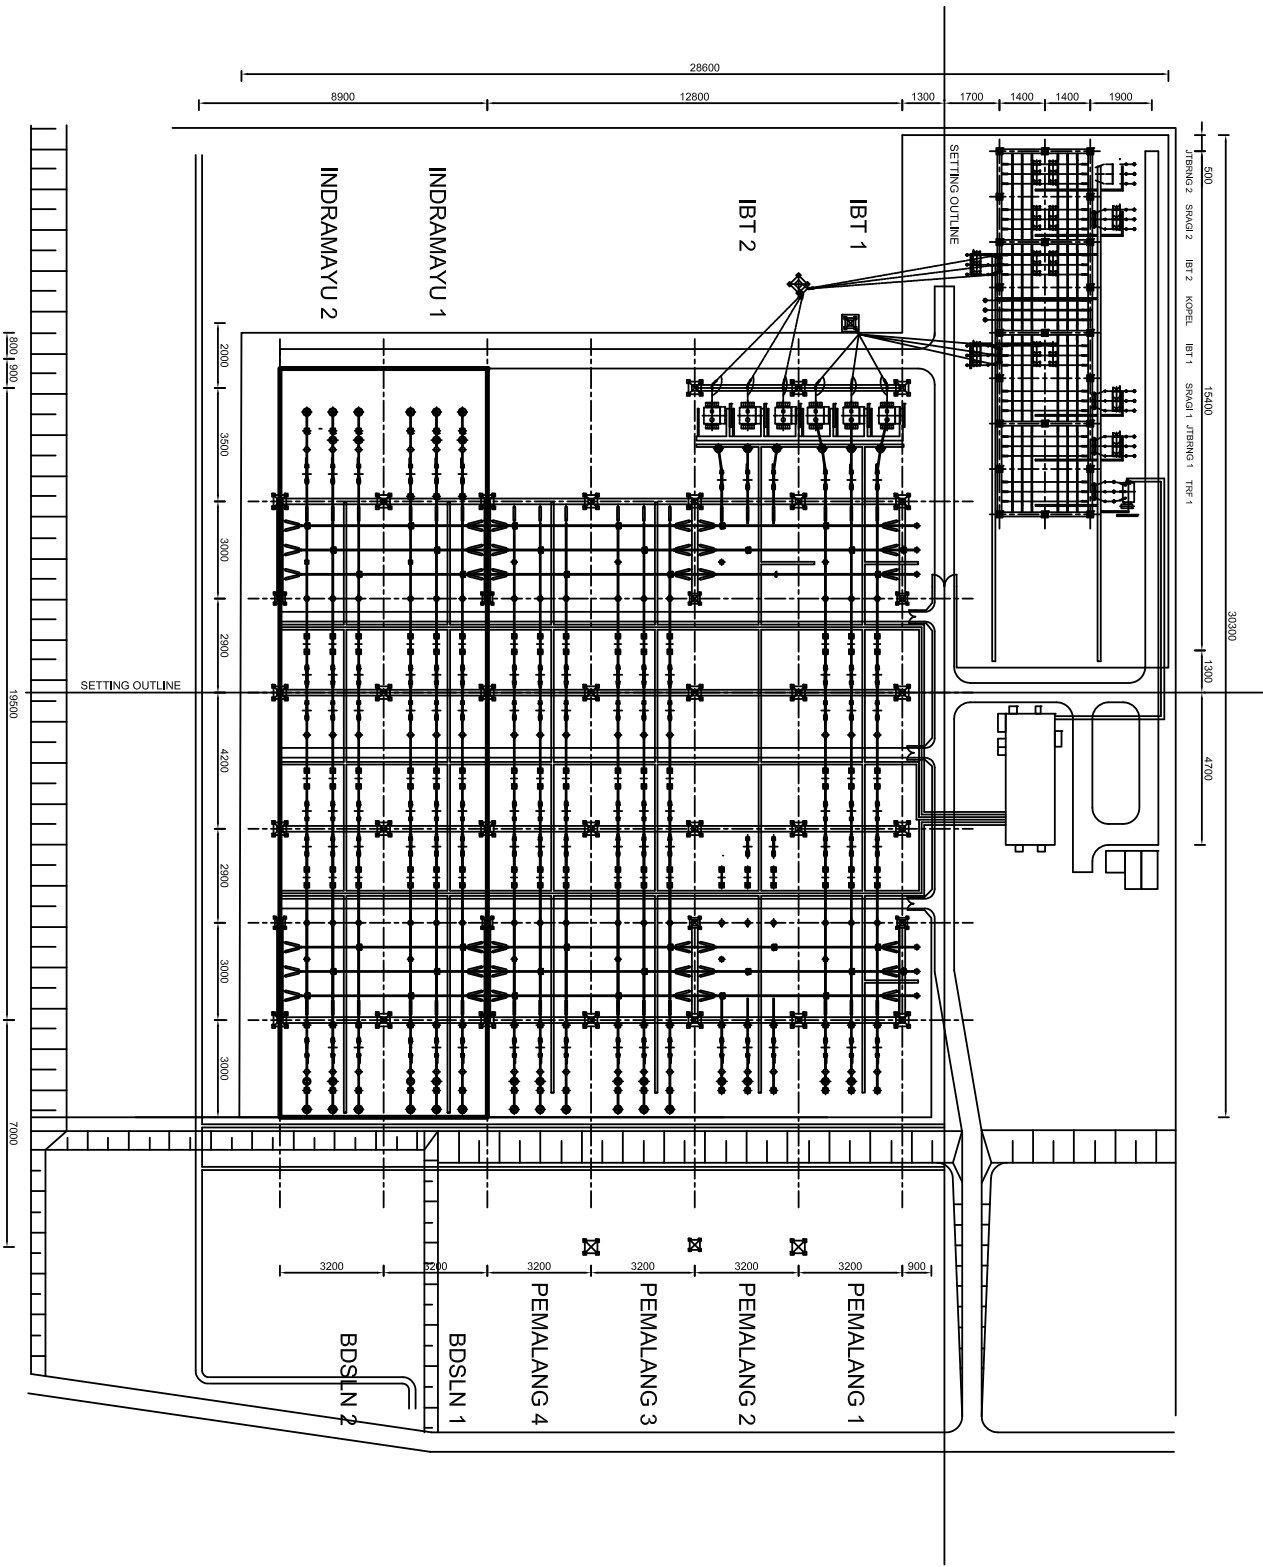 28600
8900
12800
1300
1700
1400
1400
1900
SETTING OUTLINE
JTBRNG 2
SRAGI 2
IBT 2
KOPEL
IBT 1
SRAGI 1
JTBRNG 1
TRF 1
500
15400
1300
4700
30300
INDRAMAYU 2
INDRAMAYU 1
IBT 2
IBT 1
2000
3500
3000
2900
4200
2900
3000
3000
800
900
19500
7000
SETTING OUTLINE
3200
3200
3200
3200
3200
3200
900
BDSLN 2
BDSLN 1
PEMALANG 4
PEMALANG 3
PEMALANG 2
PEMALANG 1